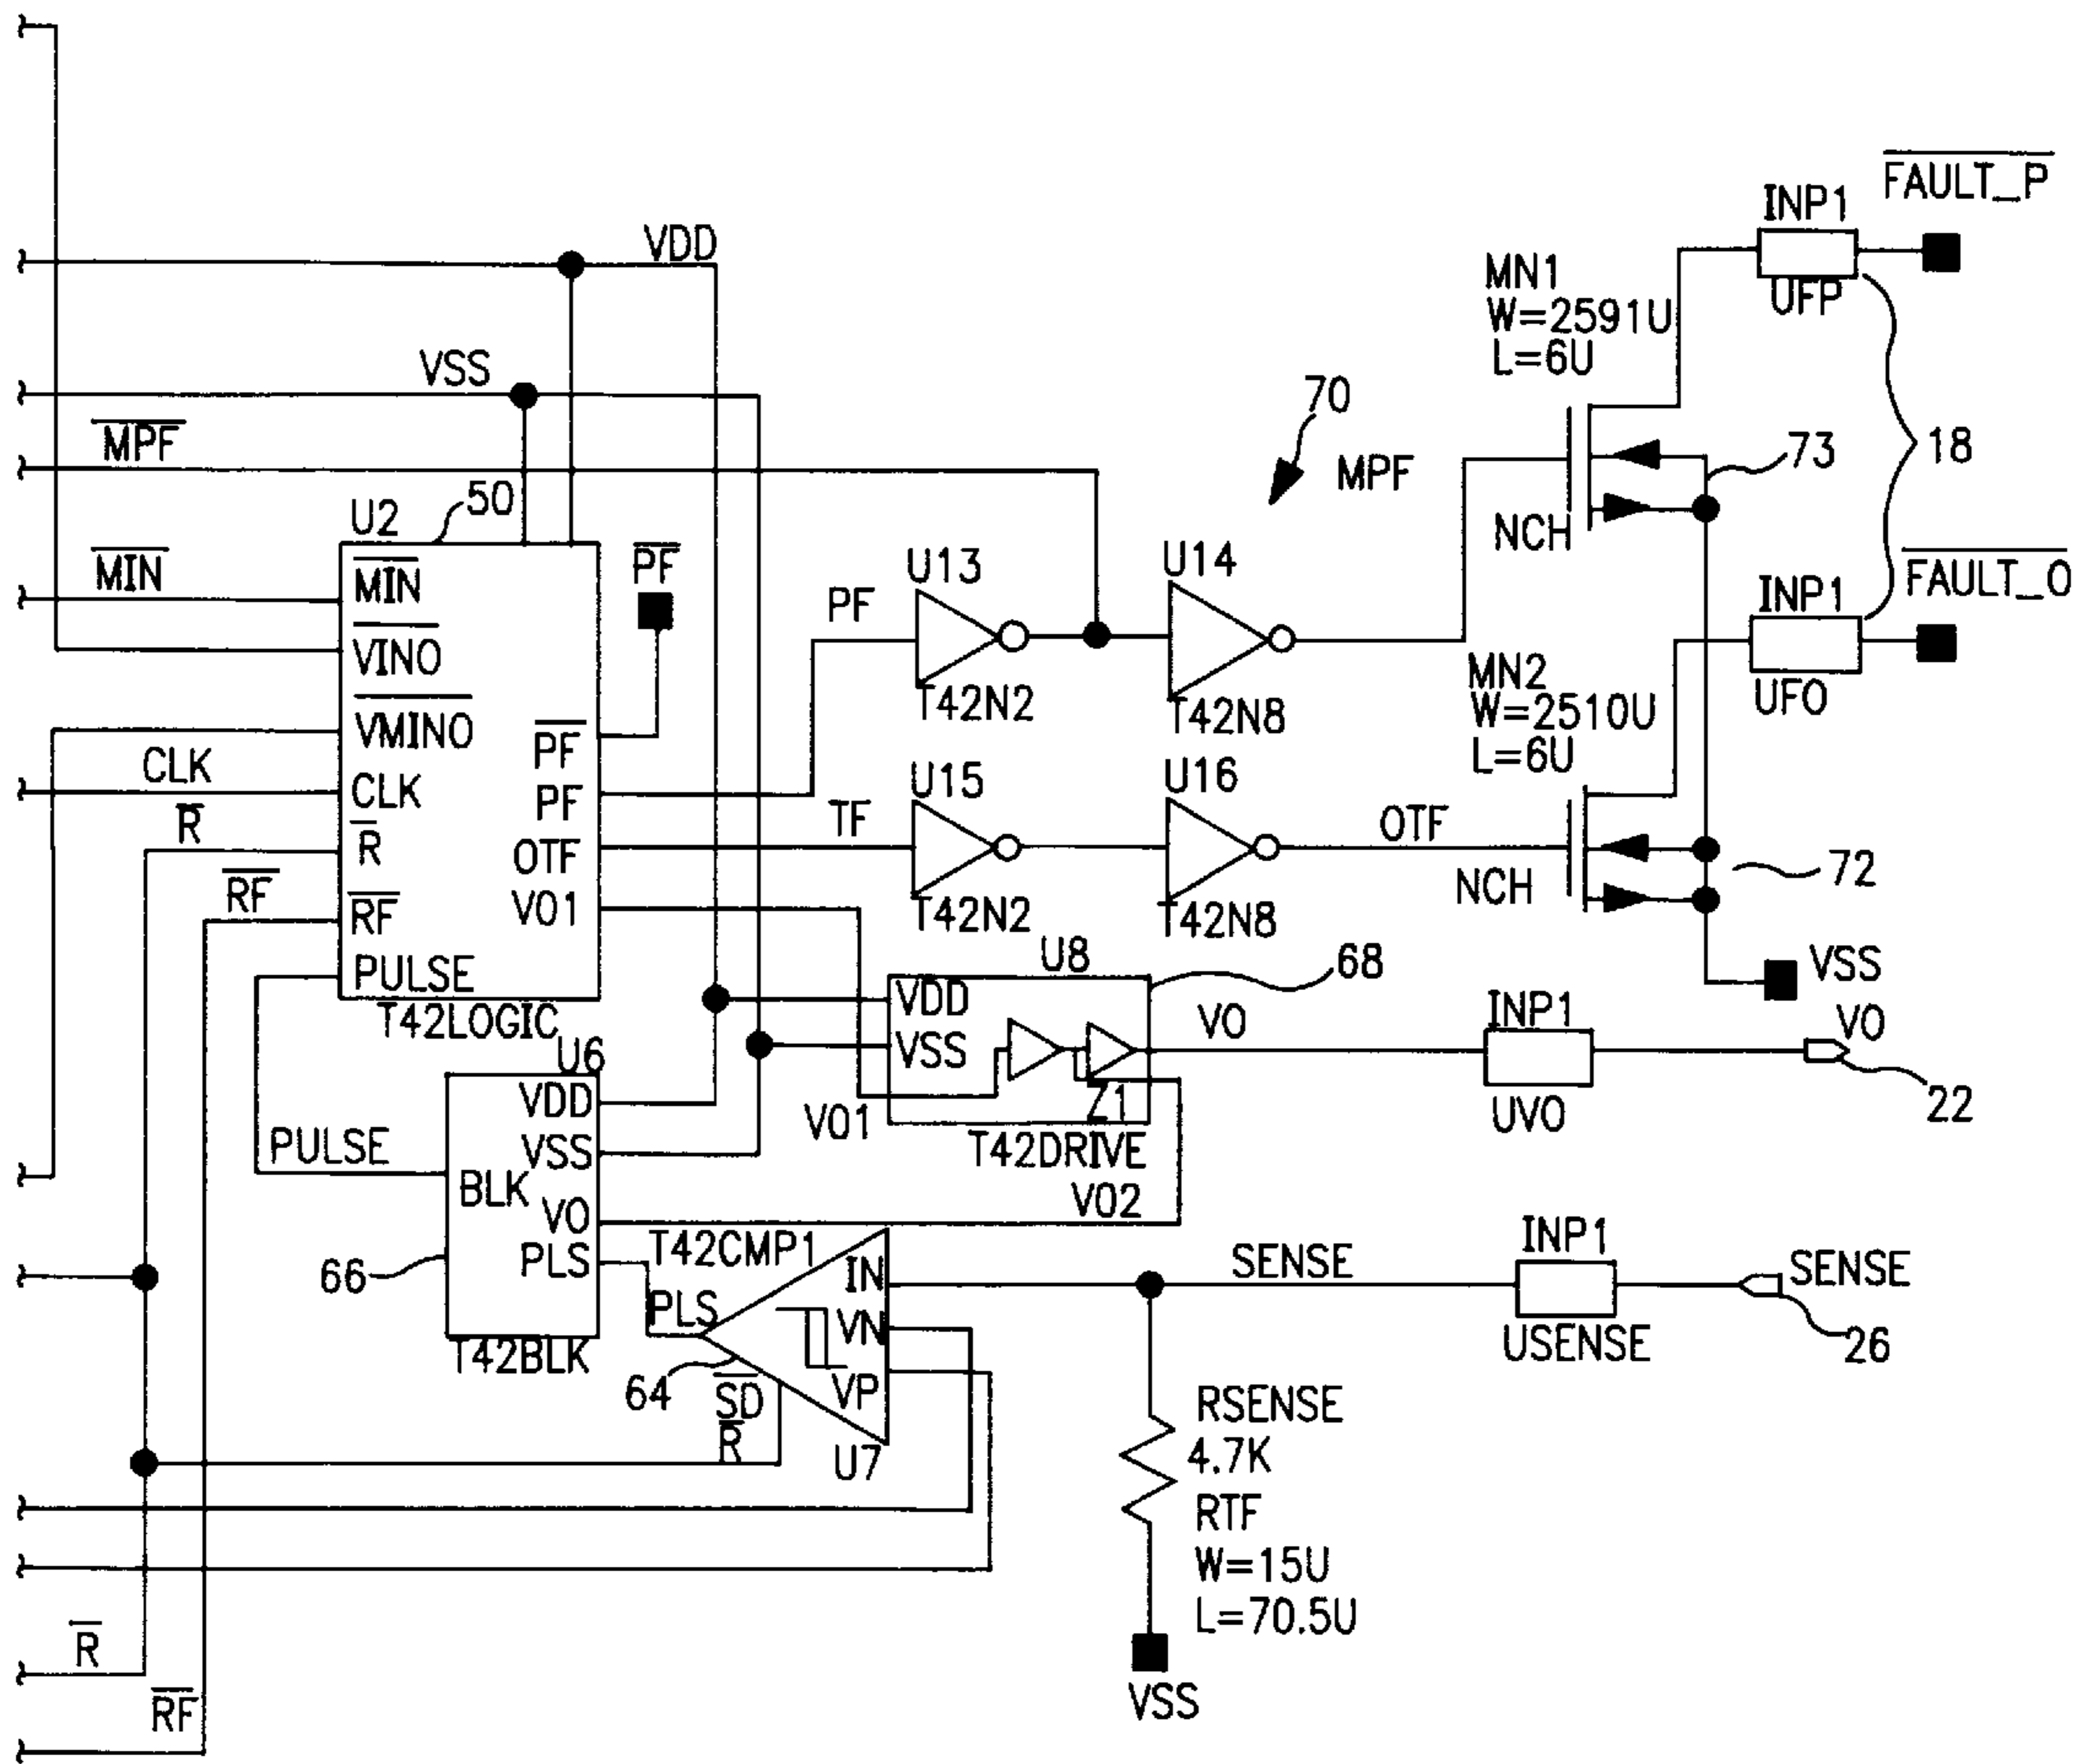 FAULT_P
INP1
UFP
VDD
MN1
W=2591U
L=6U
VSS
70
MPF
MPF
73
18
U2
50
NCH
MIN
MIN
PF
PF
U13
U14
FAULT_O
INP1
VINO
T42N2
T42N8
MN2
W=2510U
L=6U
UFO
VMINO
PF
CLK
CLK
PF
U15
U16
R
R
TF
OTF
OTF
RF
RF
VO1
T42N2
T42N8
NCH
72
PULSE
T42LOGIC
U8
68
VDD
VSS
VO
INP1
VSS
VO
U6
VDD
VO1
Z1
UVO
22
PULSE
VSS
T42DRIVE
BLK
VO
VO2
66
PLS
T42CMP1
IN
SENSE
INP1
SENSE
PLS
VN
USENSE
26
T42BLK
64
SD
VP
R
U7
RSENSE
4.7K
RTF
W=15U
L=70.5U
R
RF
VSS